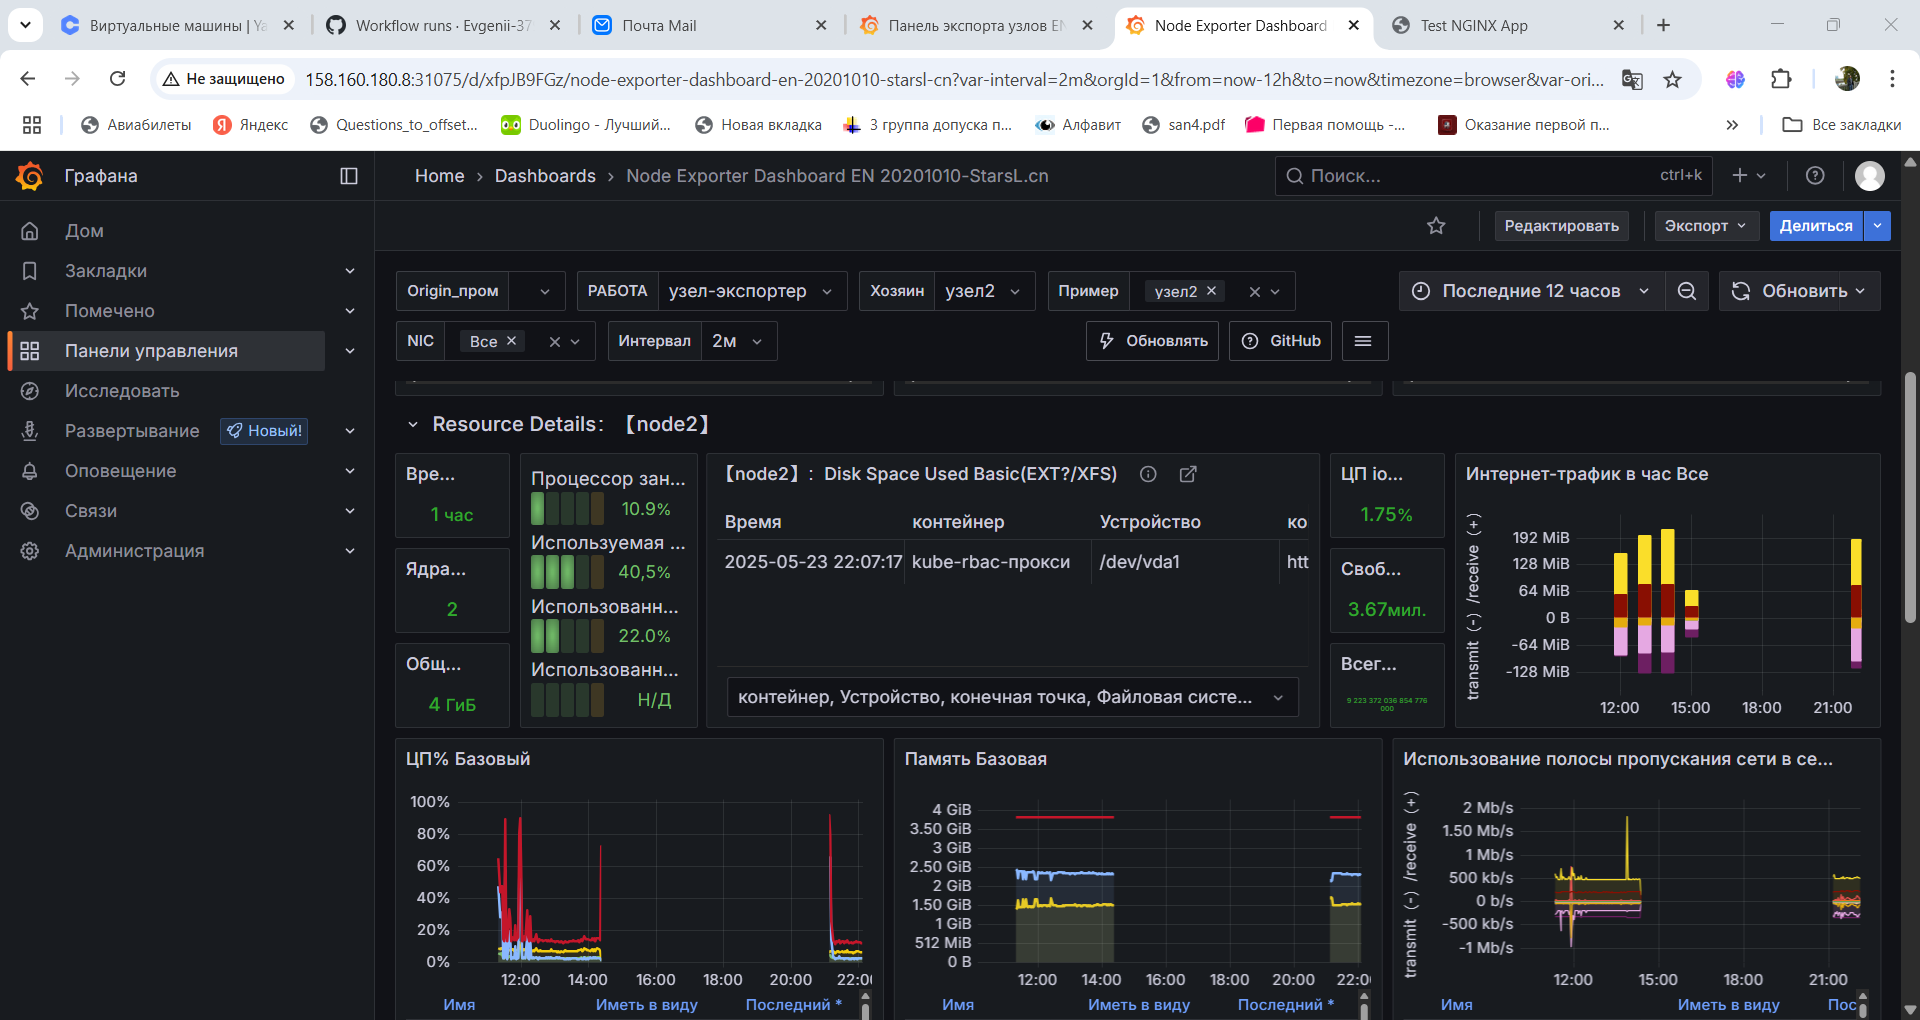 Виртуальные машины | Ya
Workflow runs · Evgenii-37
Почта Mail
Панель экспорта узлов EN
Node Exporter Dashboard
Test NGINX App
Не защищено
158.160.180.8:31075/d/xfpJB9FGz/node-exporter-dashboard-en-20201010-starsl-cn?var-interval=2m&orgId=1&from=now-12h&to=now&timezone=browser&var-ori...
Авиабилеты
Яндекс
Questions_to_offset...
Duolingo - Лучший...
Новая вкладка
3 группа допуска п...
Алфавит
san4.pdf
Первая помощь -...
Оказание первой п...
Все закладки
Графана
Home › Dashboards › Node Exporter Dashboard EN 20201010-StarsL.cn
Поиск...
ctrl+k
Дом
Закладки
Помечено
Панели управления
Исследовать
Развертывание
Новый!
Оповещение
Связи
Администрация
Редактировать
Экспорт
Делиться
Origin_пром
РАБОТА
узел-экспортер
Хозяин
узел2
Пример
узел2
Последние 12 часов
Обновить
NIC
Все
Интервал
2м
Обновлять
GitHub
Resource Details: 【node2】
Вре...
1 час
Ядра...
2
Общ...
4 ГиБ
Процессор зан...
10.9%
Используемая ...
40,5%
Использованн...
22.0%
Использованн...
Н/Д
【node2】: Disk Space Used Basic(EXT?/XFS)
Время
контейнер
Устройство
ко
2025-05-23 22:07:17
kube-rbac-прокси
/dev/vda1
htt
контейнер, Устройство, конечная точка, Файловая систе...
ЦП io...
1.75%
Своб...
3.67мил.
Всег...
9 223 372 036 854 776
000
Интернет-трафик в час Все
transmit (-) /receive (+)
192 MiB
128 MiB
64 MiB
0 B
-64 MiB
-128 MiB
12:00
15:00
18:00
21:00
ЦП% Базовый
100%
80%
60%
40%
20%
0%
12:00
14:00
16:00
18:00
20:00
22:00
Имя
Иметь в виду
Последний *
Память Базовая
4 GiB
3.50 GiB
3 GiB
2.50 GiB
2 GiB
1.50 GiB
1 GiB
512 MiB
0 B
12:00
14:00
16:00
18:00
20:00
22:00
Имя
Иметь в виду
Последний *
Использование полосы пропускания сети в се...
transmit (-) /receive (+)
2 Mb/s
1.50 Mb/s
1 Mb/s
500 kb/s
0 b/s
-500 kb/s
-1 Mb/s
12:00
15:00
18:00
21:00
Имя
Иметь в виду
Пос